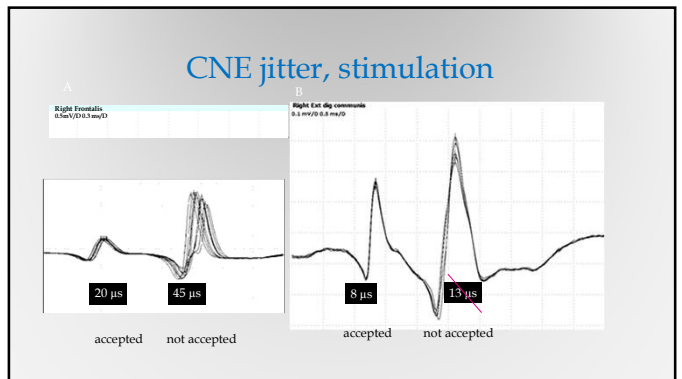 CNE jitter, stimulation
A
B
Right Frontalis
0.5mV/D 0.3 ms/D
Right Ext dig communis
0.1 mV/D 0.5 ms/D
20 µs
45 µs
8 µs
13 µs
accepted
not accepted
accepted
not accepted